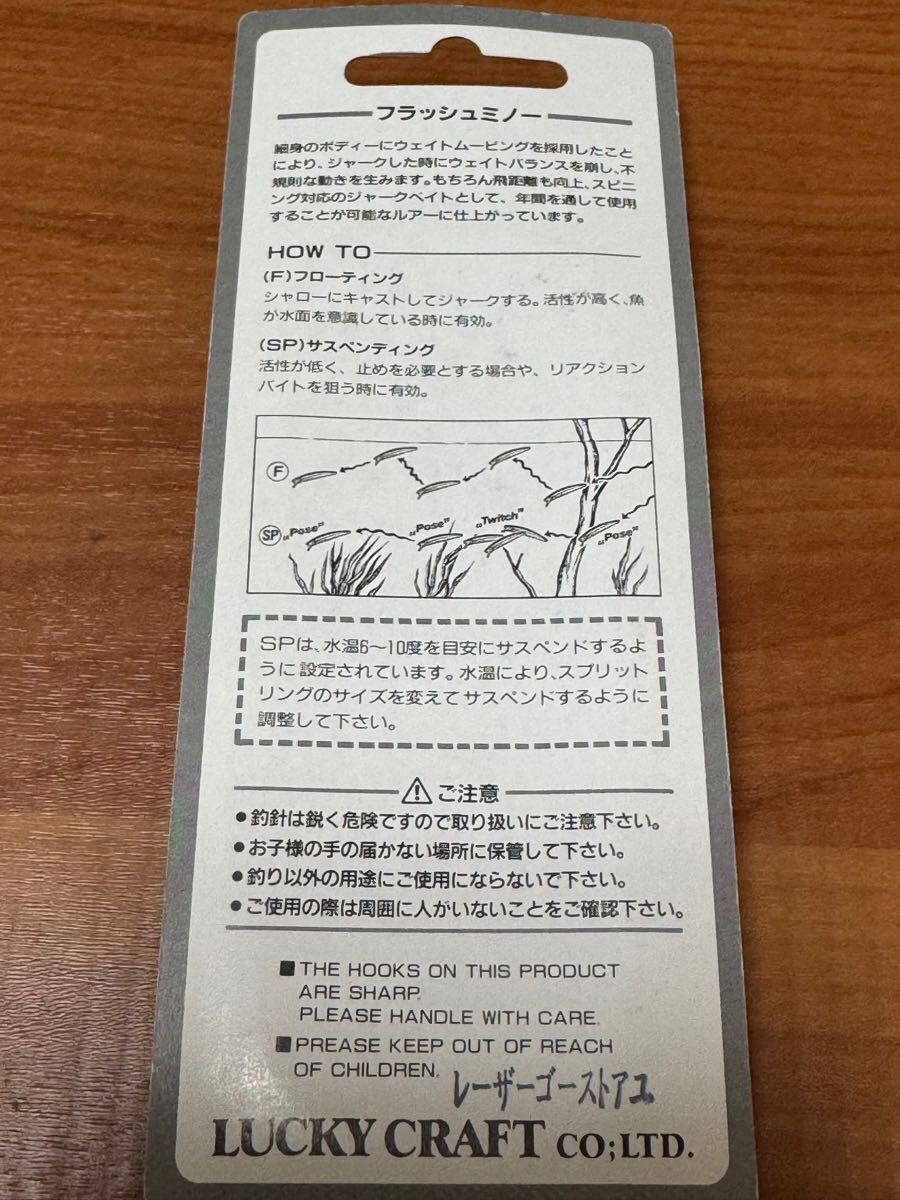 フラッシュミノー
細身のボディーにウェイトムービングを採用したこと
により、ジャークした時にウェイトバランスを崩し、不
規則な動きを生みます。もちろん飛距離も向上、スピニ
ング対応のジャークベイトとして、年間を通して使用
することが可能なルアーに仕上がっています。
HOW TO
(F)フローティング
シャローにキャストしてジャークする。活性が高く、魚
が水面を意識している時に有効。
(SP)サスペンディング
活性が低く、止めを必要とする場合や、リアクション
バイトを狙う時に有効。
F
SP „Pose” „Pose” „Twitch” „Pose”
SPは、水温6〜10度を目安にサスペンドするよ
うに設定されています。水温により、スプリット
リングのサイズを変えてサスペンドするように
調整して下さい。
⚠ ご注意
●釣針は鋭く危険ですので取り扱いにご注意下さい。
●お子様の手の届かない場所に保管して下さい。
●釣り以外の用途にご使用にならないで下さい。
●ご使用の際は周囲に人がいないことをご確認下さい。
■THE HOOKS ON THIS PRODUCT
ARE SHARP.
PLEASE HANDLE WITH CARE.
■PREASE KEEP OUT OF REACH
OF CHILDREN.
レーザーゴーストアユ
LUCKY CRAFT CO;LTD.